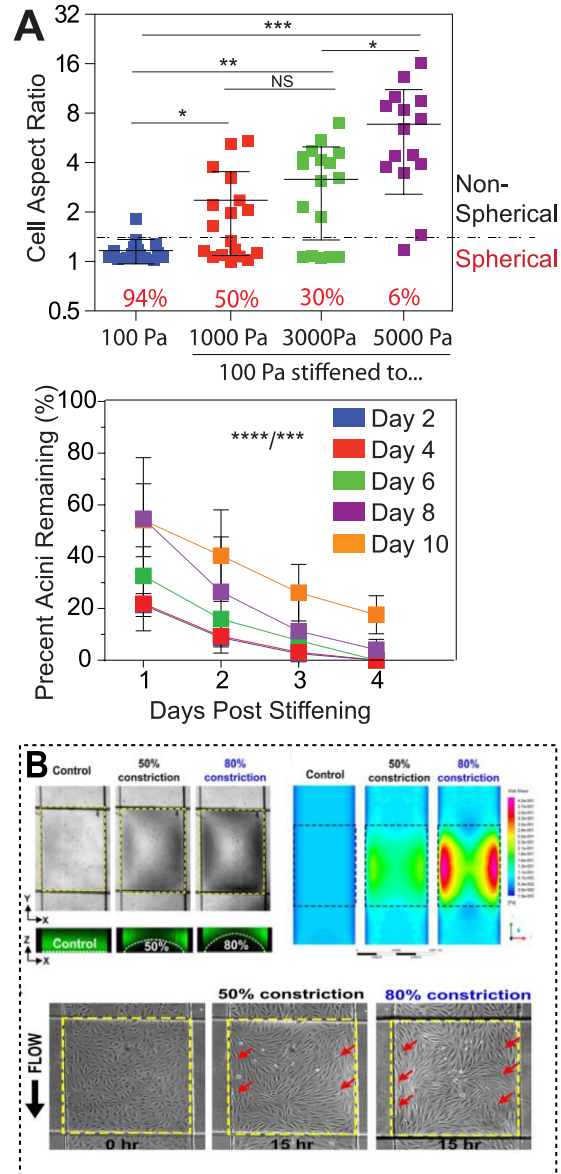 A
32
16
8
4
2
1
0.5
Cell Aspect Ratio
***
**
*
NS
*
Non-
Spherical
Spherical
94%
50%
30%
6%
100 Pa
1000 Pa
3000Pa
5000 Pa
100 Pa stiffened to...
100
80
60
40
20
0
Precent Acini Remaining (%)
****/***
Day 2
Day 4
Day 6
Day 8
Day 10
1
2
3
4
Days Post Stiffening
B
Control
50%
constriction
80%
constriction
Y
X
Z
X
Control
50%
80%
Control
50%
constriction
80%
constriction
Wall Shear
[Pa]
50% constriction
80% constriction
FLOW
0 hr
15 hr
15 hr